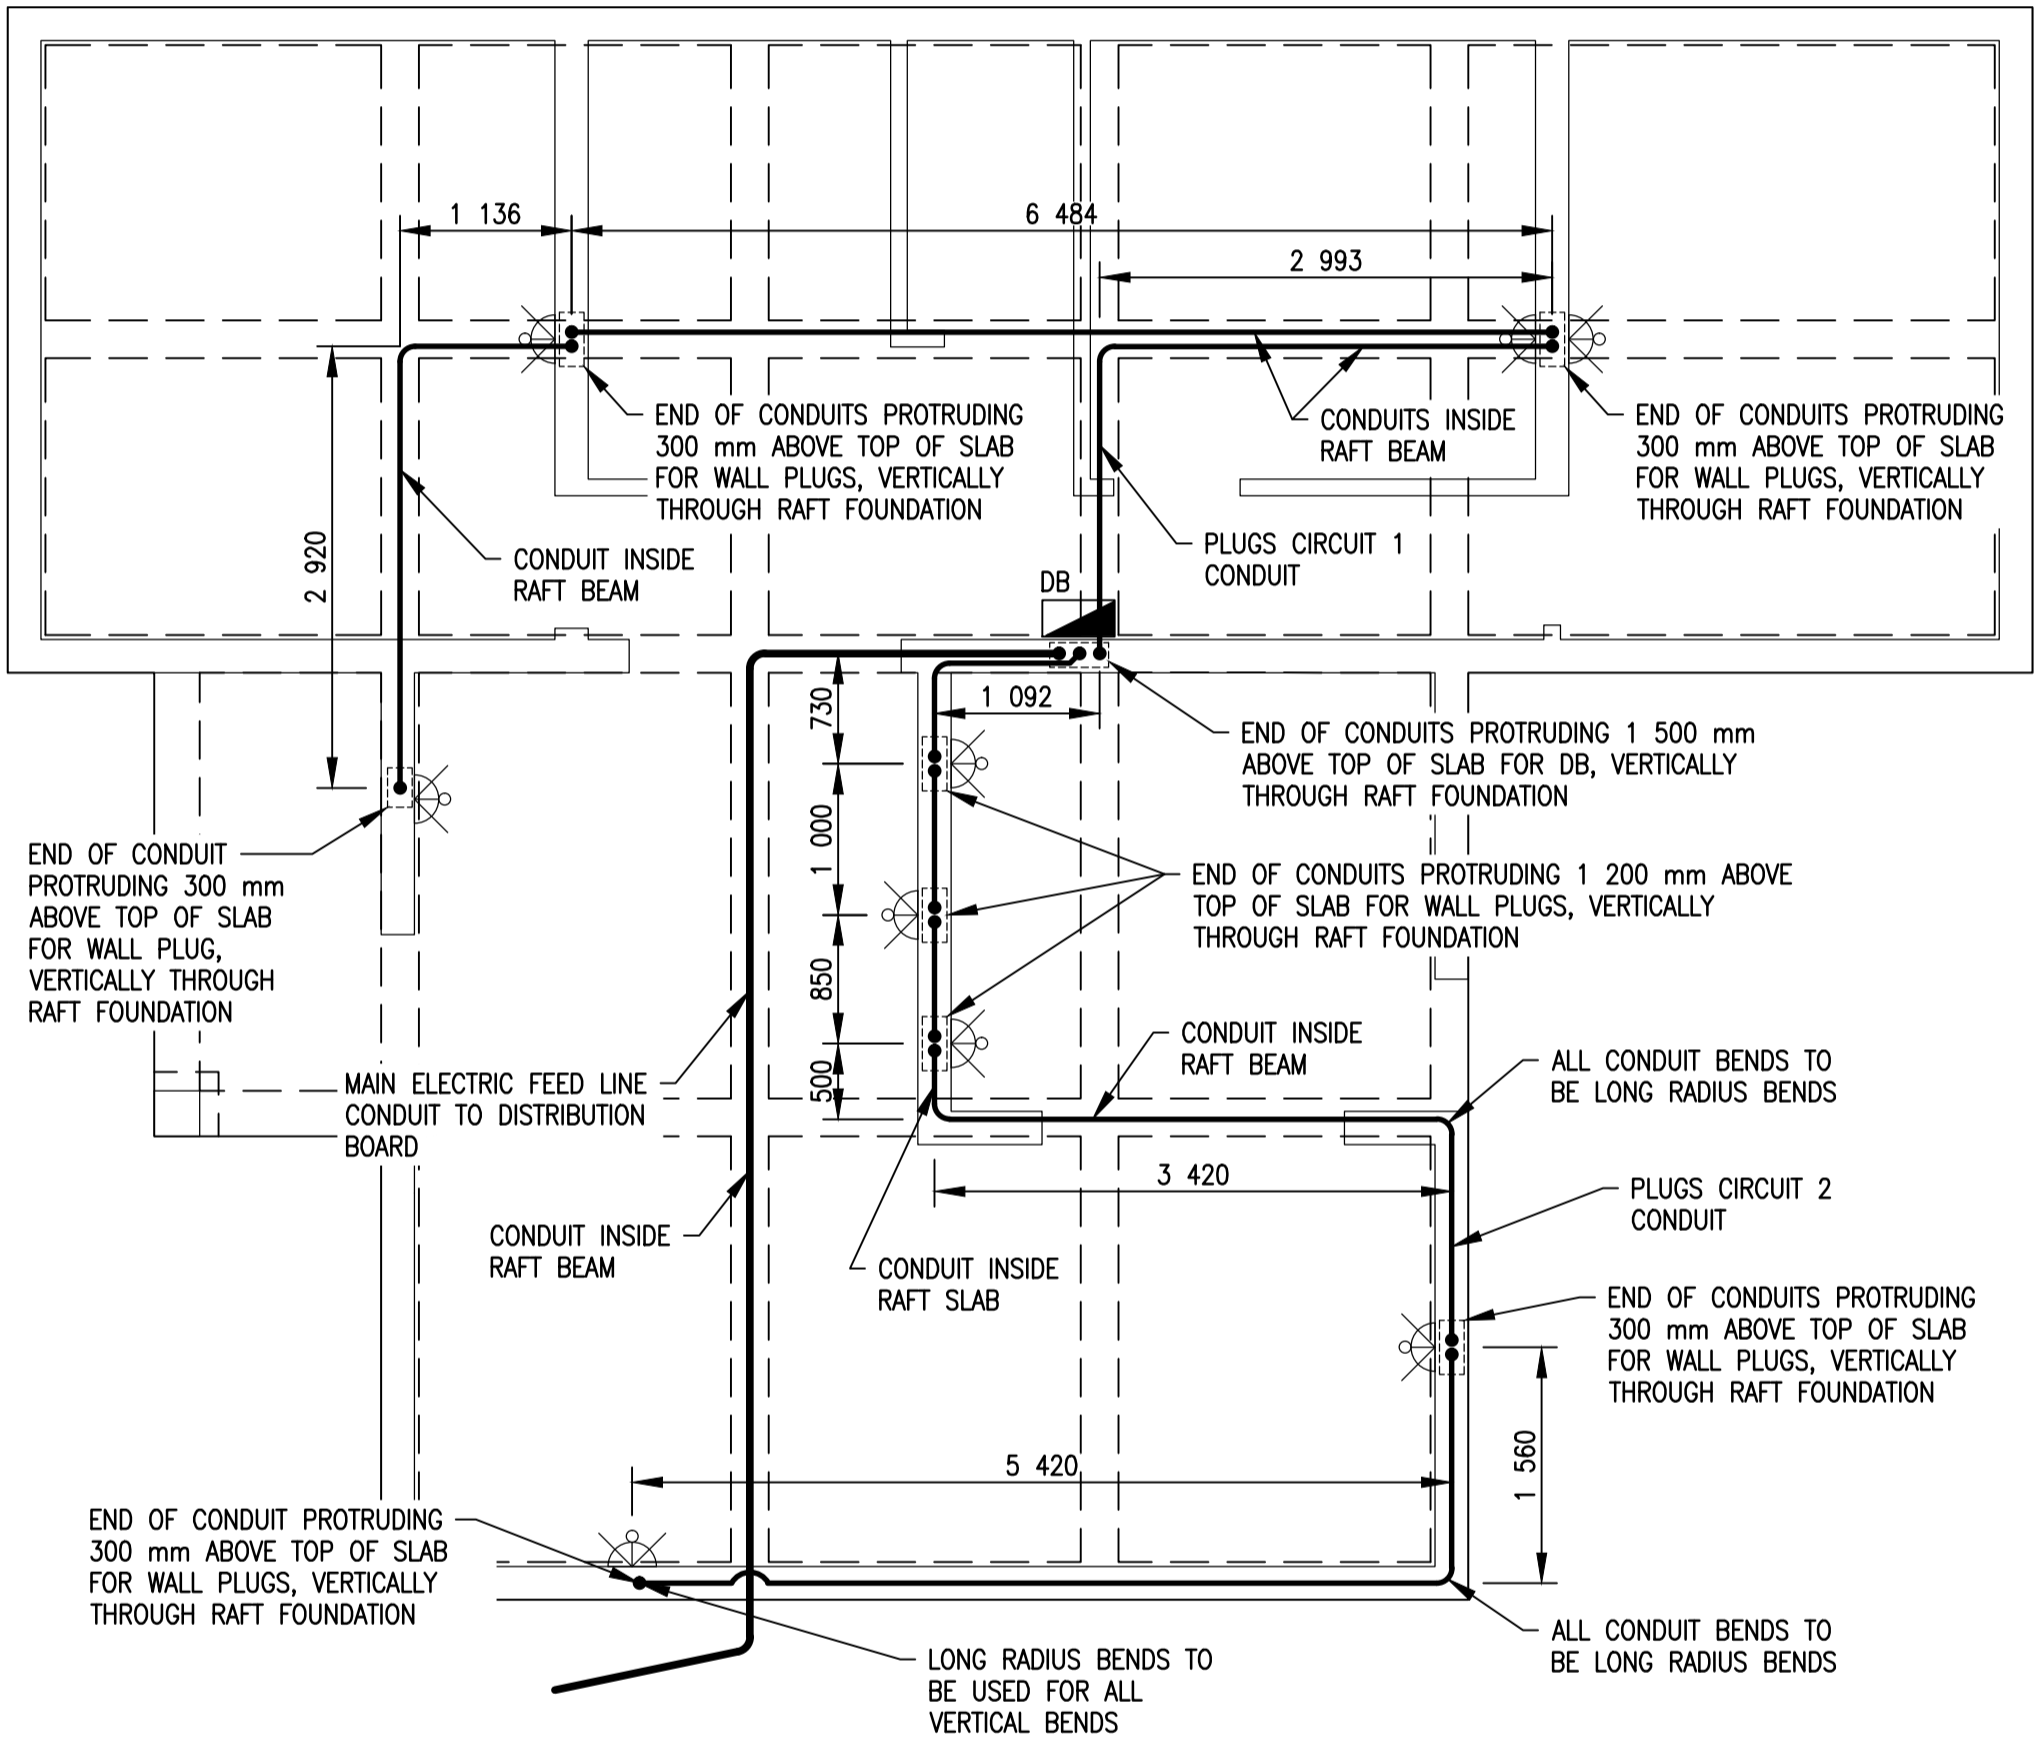 1 136
6 484
2 993
END OF CONDUITS PROTRUDING
300 mm ABOVE TOP OF SLAB
FOR WALL PLUGS, VERTICALLY
THROUGH RAFT FOUNDATION
CONDUITS INSIDE
RAFT BEAM
END OF CONDUITS PROTRUDING
300 mm ABOVE TOP OF SLAB
FOR WALL PLUGS, VERTICALLY
THROUGH RAFT FOUNDATION
2 920
CONDUIT INSIDE
RAFT BEAM
PLUGS CIRCUIT 1
CONDUIT
DB
730
1 092
END OF CONDUITS PROTRUDING 1 500 mm
ABOVE TOP OF SLAB FOR DB, VERTICALLY
THROUGH RAFT FOUNDATION
1 000
END OF CONDUIT
PROTRUDING 300 mm
ABOVE TOP OF SLAB
FOR WALL PLUG,
VERTICALLY THROUGH
RAFT FOUNDATION
END OF CONDUITS PROTRUDING 1 200 mm ABOVE
TOP OF SLAB FOR WALL PLUGS, VERTICALLY
THROUGH RAFT FOUNDATION
850
500
CONDUIT INSIDE
RAFT BEAM
ALL CONDUIT BENDS TO
BE LONG RADIUS BENDS
MAIN ELECTRIC FEED LINE
CONDUIT TO DISTRIBUTION
BOARD
3 420
PLUGS CIRCUIT 2
CONDUIT
CONDUIT INSIDE
RAFT BEAM
CONDUIT INSIDE
RAFT SLAB
END OF CONDUITS PROTRUDING
300 mm ABOVE TOP OF SLAB
FOR WALL PLUGS, VERTICALLY
THROUGH RAFT FOUNDATION
5 420
1 560
END OF CONDUIT PROTRUDING
300 mm ABOVE TOP OF SLAB
FOR WALL PLUGS, VERTICALLY
THROUGH RAFT FOUNDATION
LONG RADIUS BENDS TO
BE USED FOR ALL
VERTICAL BENDS
ALL CONDUIT BENDS TO
BE LONG RADIUS BENDS